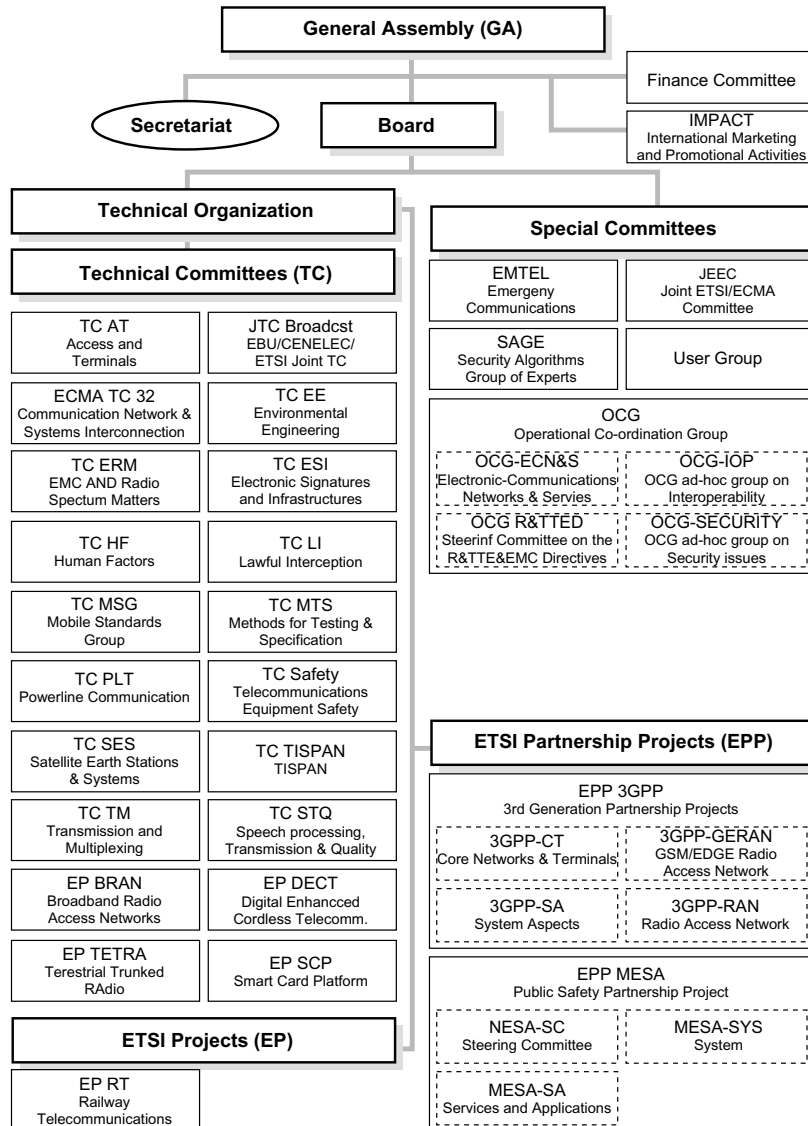 General Assembly (GA)
Finance Committee
Secretariat
Board
IMPACT
International Marketing
and Promotional Activities
Technical Organization
Technical Committees (TC)
TC AT
Access and
Terminals
JTC Broadcst
EBU/CENELEC/
ETSI Joint TC
ECMA TC 32
Communication Network &
Systems Interconnection
TC EE
Environmental
Engineering
TC ERM
EMC AND Radio
Spectum Matters
TC ESI
Electronic Signatures
and Infrastructures
TC HF
Human Factors
TC LI
Lawful Interception
TC MSG
Mobile Standards
Group
TC MTS
Methods for Testing &
Specification
TC PLT
Powerline Communication
TC Safety
Telecommunications
Equipment Safety
TC SES
Satellite Earth Stations
& Systems
TC TISPAN
TISPAN
TC TM
Transmission and
Multiplexing
TC STQ
Speech processing,
Transmission & Quality
EP BRAN
Broadband Radio
Access Networks
EP DECT
Digital Enhancced
Cordless Telecomm.
EP TETRA
Terestrial Trunked
RAdio
EP SCP
Smart Card Platform
ETSI Projects (EP)
EP RT
Railway
Telecommunications
Special Committees
EMTEL
Emergeny
Communications
JEEC
Joint ETSI/ECMA
Committee
SAGE
Security Algorithms
Group of Experts
User Group
OCG
Operational Co-ordination Group
OCG-ECN&S
Electronic-Communications
Networks & Servies
OCG-IOP
OCG ad-hoc group on
Interoperability
OCG R&TTED
Steerinf Committee on the
R&TTE&EMC Directives
OCG-SECURITY
OCG ad-hoc group on
Security issues
ETSI Partnership Projects (EPP)
EPP 3GPP
3rd Generation Partnership Projects
3GPP-CT
Core Networks & Terminals
3GPP-GERAN
GSM/EDGE Radio
Access Network
3GPP-SA
System Aspects
3GPP-RAN
Radio Access Network
EPP MESA
Public Safety Partnership Project
NESA-SC
Steering Committee
MESA-SYS
System
MESA-SA
Services and Applications